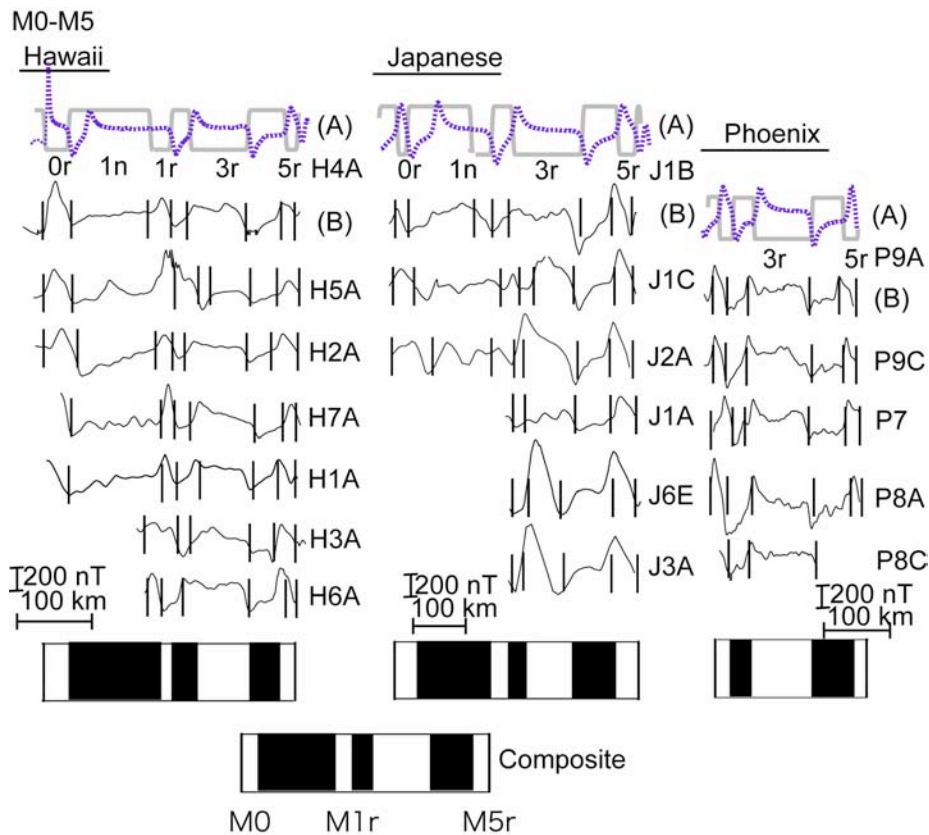 M0-M5
Hawaii
Japanese
Phoenix
(A)
0r 1n 1r 3r 5r H4A
(B)
H5A
H2A
H7A
H1A
H3A
H6A
200 nT
100 km
(A)
0r 1n 3r 5r J1B
(B)
J1C
J2A
J1A
J6E
J3A
200 nT
100 km
(A)
3r 5r P9A
(B)
P9C
P7
P8A
P8C
200 nT
100 km
Composite
M0 M1r M5r